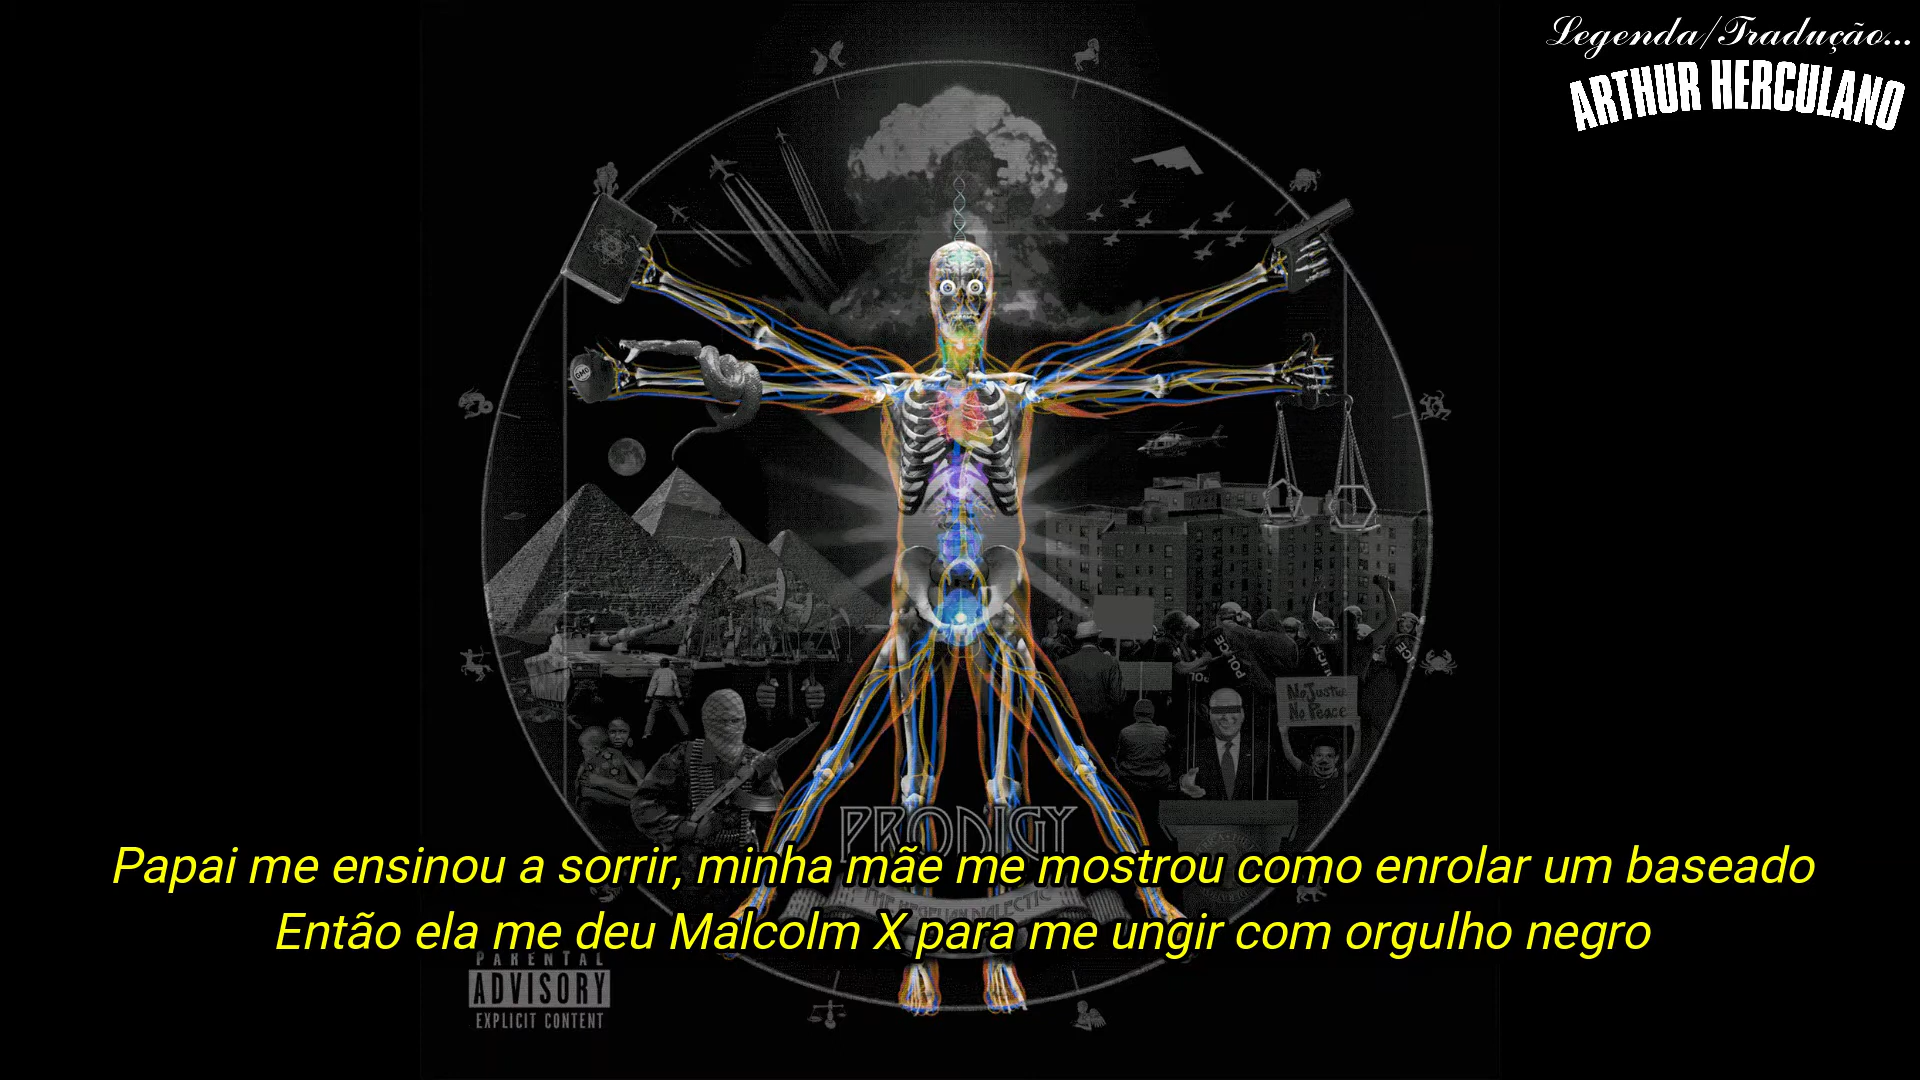 Legenda/Tradução...
ARTHUR HERCULANO
GMO
POLICE
No Justice
No Peace
PRODIGY
Papai me ensinou a sorrir, minha mãe me mostrou como enrolar um baseado
Então ela me deu Malcolm X para me ungir com orgulho negro
PARENTAL
ADVISORY
EXPLICIT CONTENT